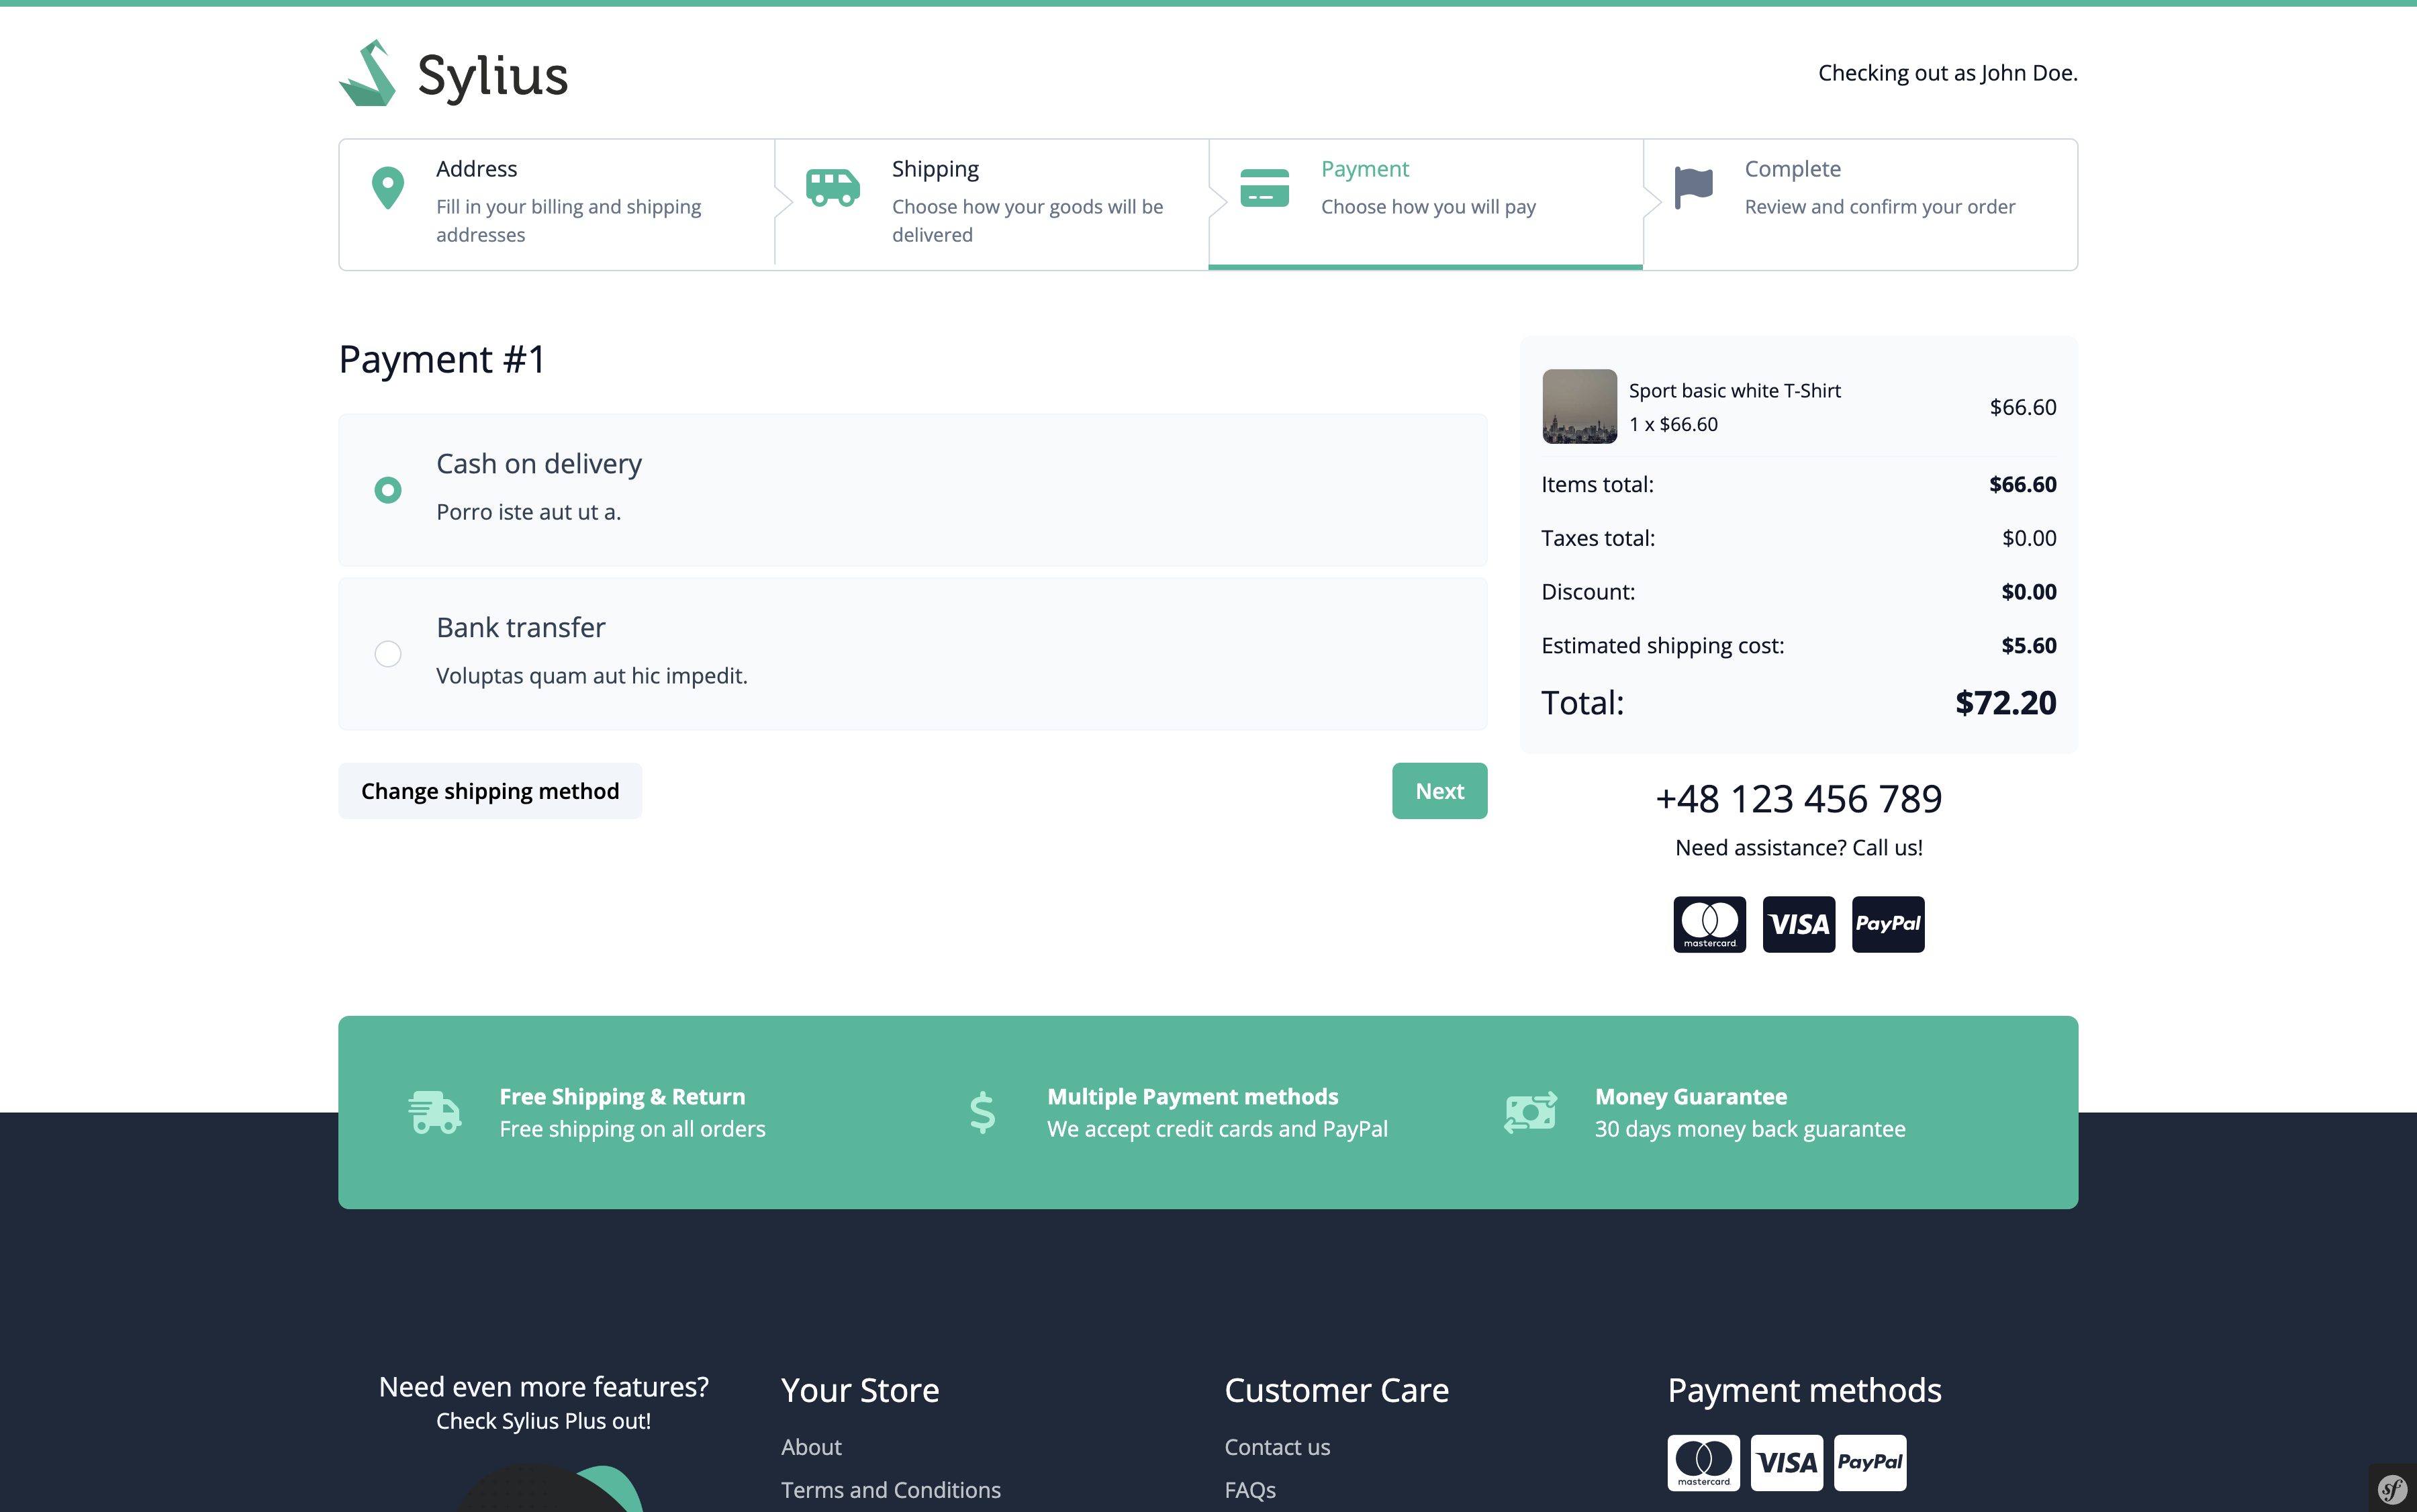 Sylius
Checking out as John Doe.
Address
Fill in your billing and shipping
addresses
Shipping
Choose how your goods will be
delivered
Payment
Choose how you will pay
Complete
Review and confirm your order
Payment #1
Cash on delivery
Porro iste aut ut a.
Bank transfer
Voluptas quam aut hic impedit.
Change shipping method
Next
Sport basic white T-Shirt
1 x $66.60
$66.60
Items total: $66.60
Taxes total: $0.00
Discount: $0.00
Estimated shipping cost: $5.60
Total: $72.20
+48 123 456 789
Need assistance? Call us!
mastercard
VISA
PayPal
Free Shipping & Return
Free shipping on all orders
Multiple Payment methods
We accept credit cards and PayPal
Money Guarantee
30 days money back guarantee
Need even more features?
Check Sylius Plus out!
Your Store
About
Terms and Conditions
Customer Care
Contact us
FAQs
Payment methods
mastercard
VISA
PayPal
sf